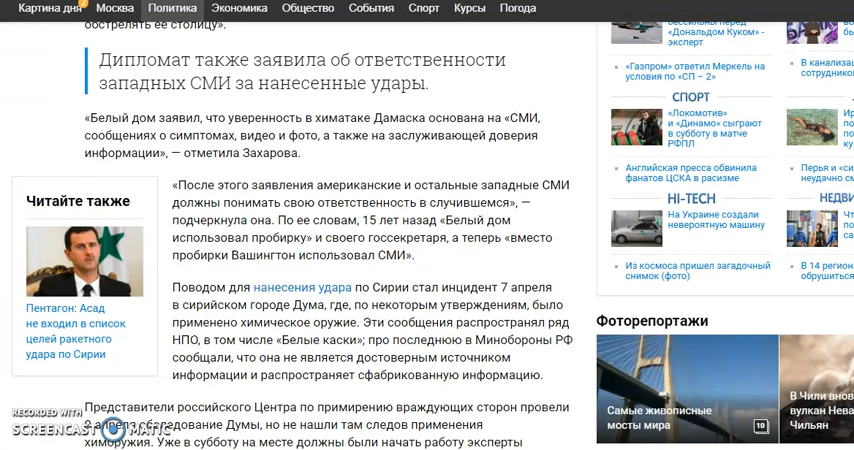 Картина дня
2
Москва
Политика
Экономика
Общество
События
Спорт
Курсы
Погода
обстрелять ее столицу».
Дипломат также заявила об ответственности
западных СМИ за нанесенные удары.
«Белый дом заявил, что уверенность в химатаке Дамаска основана на «СМИ,
сообщениях о симптомах, видео и фото, а также на заслуживающей доверия
информации», — отметила Захарова.
Читайте также
Пентагон: Асад
не входил в список
целей ракетного
удара по Сирии
«После этого заявления американские и остальные западные СМИ
должны понимать свою ответственность в случившемся», —
подчеркнула она. По ее словам, 15 лет назад «Белый дом
использовал пробирку» и своего госсекретаря, а теперь «вместо
пробирки Вашингтон использовал СМИ».
Поводом для нанесения удара по Сирии стал инцидент 7 апреля
в сирийском городе Дума, где, по некоторым утверждениям, было
применено химическое оружие. Эти сообщения распространял ряд
НПО, в том числе «Белые каски»; про последнюю в Минобороны РФ
сообщали, что она не является достоверным источником
информации и распространяет сфабрикованную информацию.
Представители российского Центра по примирению враждующих сторон провели
9 апреля обследование Думы, но не нашли там следов применения
химоружия. Уже в субботу на месте должны были начать работу эксперты
RECORDED WITH
SCREENCAST MATIC
бессильны перед
«Дональдом Куком» -
эксперт
«Газпром» ответил Меркель на
условия по «СП – 2»
СПОРТ
«Локомотив»
и «Динамо» сыграют
в субботу в матче
РФПЛ
Английская пресса обвинила
фанатов ЦСКА в расизме
HI-TECH
На Украине создали
невероятную машину
Из космоса пришел загадочный
снимок (фото)
В канализа
сотруднико
Перья и «си
неудачно см
НЕДВИ
В 14 регион
обрушитьс
Фоторепортажи
Самые живописные
мосты мира
10
В Чили внов
вулкан Нева
Чильян